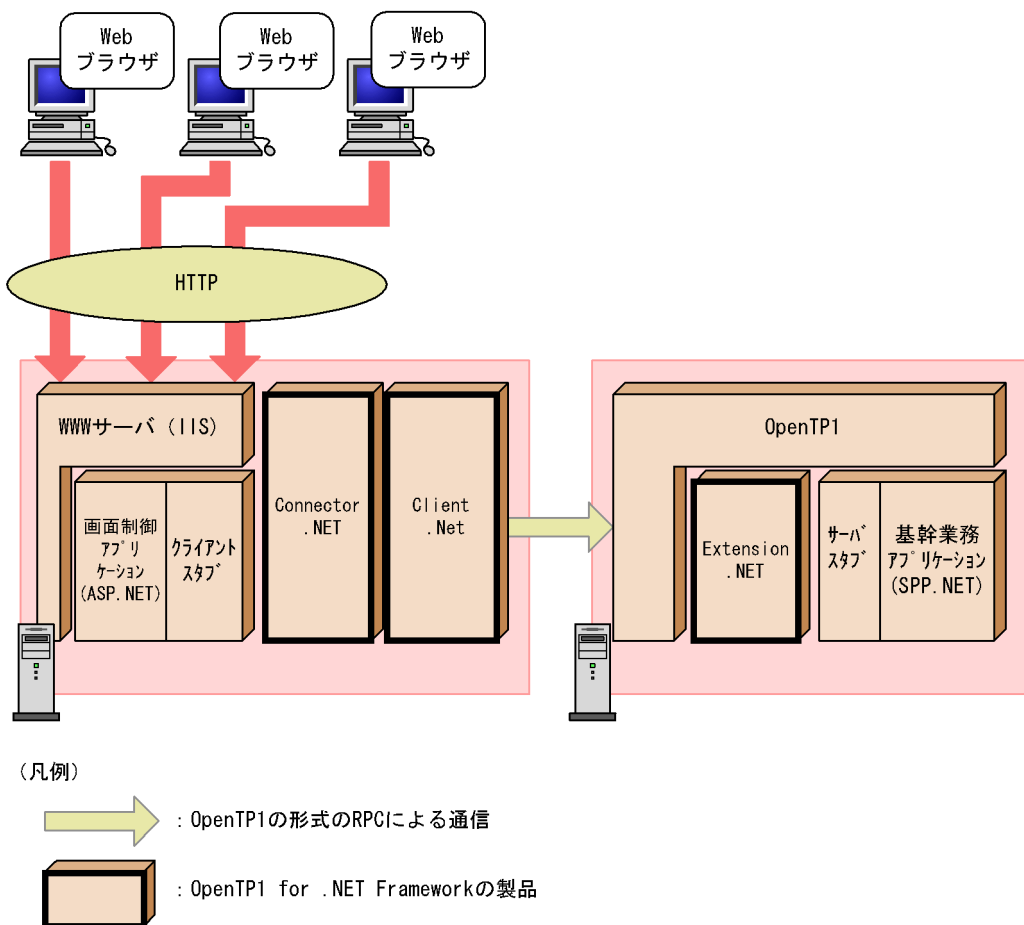 Web
ブラウザ
Web
ブラウザ
Web
ブラウザ
HTTP
WWWサーバ (IIS)
画面制御
ｱﾌﾟﾘ
ｹｰｼｮﾝ
(ASP.NET)
ｸﾗｲｱﾝﾄ
ｽﾀﾌﾞ
Connector
.NET
Client
.Net
OpenTP1
Extension
.NET
ｻｰﾊﾞ
ｽﾀﾌﾞ
基幹業務
ｱﾌﾟﾘｹｰｼｮﾝ
(SPP.NET)
(凡例)
：OpenTP1の形式のRPCによる通信
：OpenTP1 for .NET Frameworkの製品